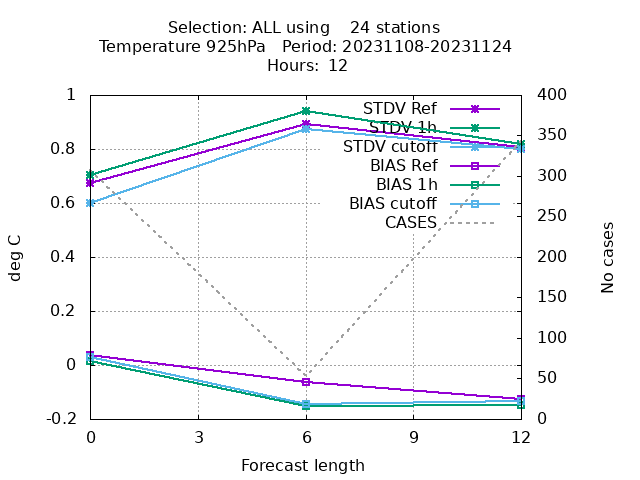 Selection: ALL using    24 stations
Temperature 925hPa   Period: 20231108-20231124
Hours:  12
1
0.8
0.6
0.4
0.2
0
-0.2
deg C
STDV Ref
STDV 1h
STDV cutoff
BIAS Ref
BIAS 1h
BIAS cutoff
CASES
400
350
300
250
200
150
100
50
0
No cases
0 3 6 9 12
Forecast length